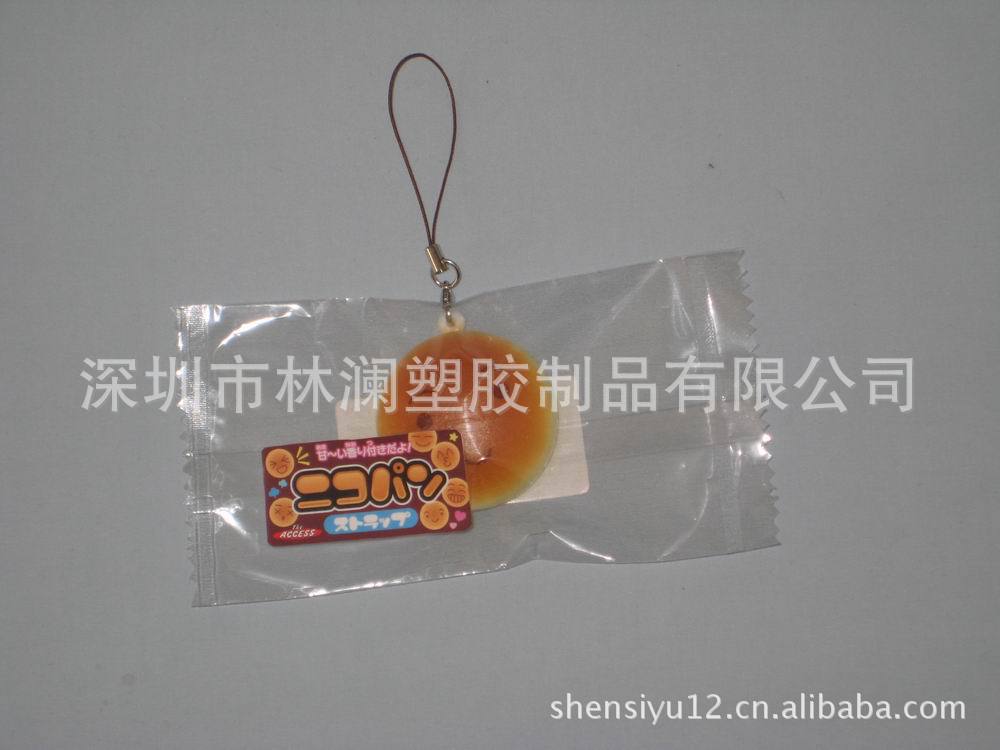 深圳市林澜塑胶制品有限公司
甘〜い香り付きだよ!
ニコパン
ストラップ
The
ACCESS
shensiyu12.cn.alibaba.com